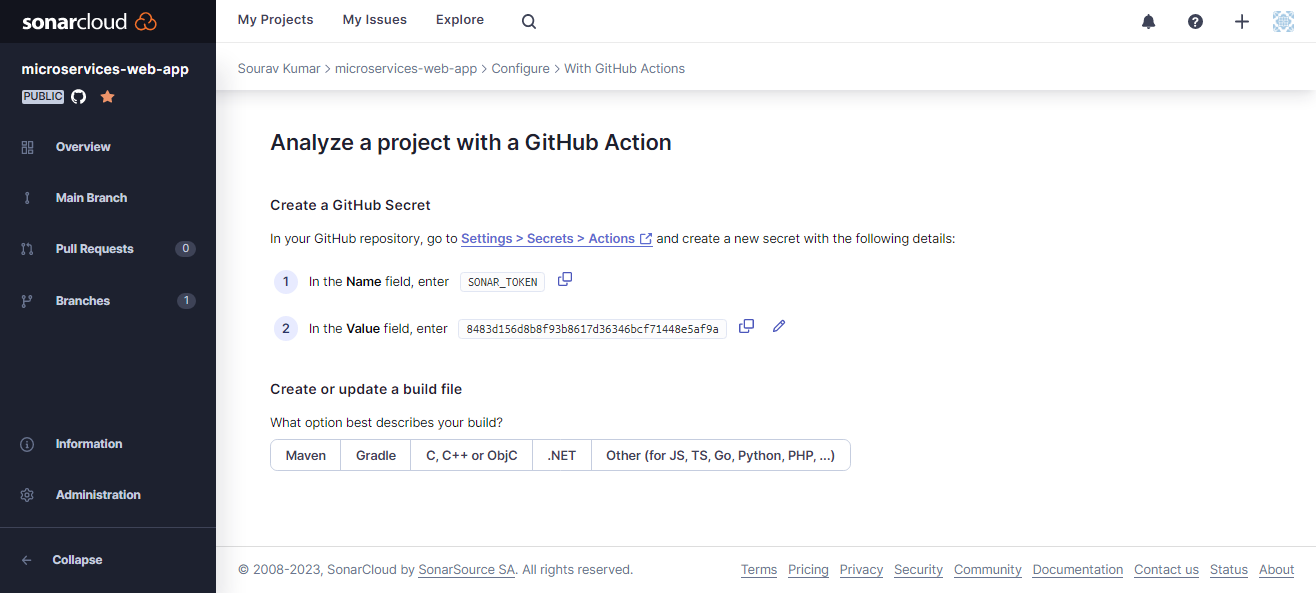 sonarcloud
My Projects My Issues Explore
microservices-web-app
PUBLIC
Overview
Main Branch
Pull Requests 0
Branches 1
Information
Administration
Collapse
Sourav Kumar > microservices-web-app > Configure > With GitHub Actions
Analyze a project with a GitHub Action
Create a GitHub Secret
In your GitHub repository, go to Settings > Secrets > Actions and create a new secret with the following details:
1 In the Name field, enter SONAR_TOKEN
2 In the Value field, enter 8483d156d8b8f93b8617d36346bcf71448e5af9a
Create or update a build file
What option best describes your build?
Maven Gradle C, C++ or ObjC .NET Other (for JS, TS, Go, Python, PHP, ...)
© 2008-2023, SonarCloud by SonarSource SA. All rights reserved. Terms Pricing Privacy Security Community Documentation Contact us Status About